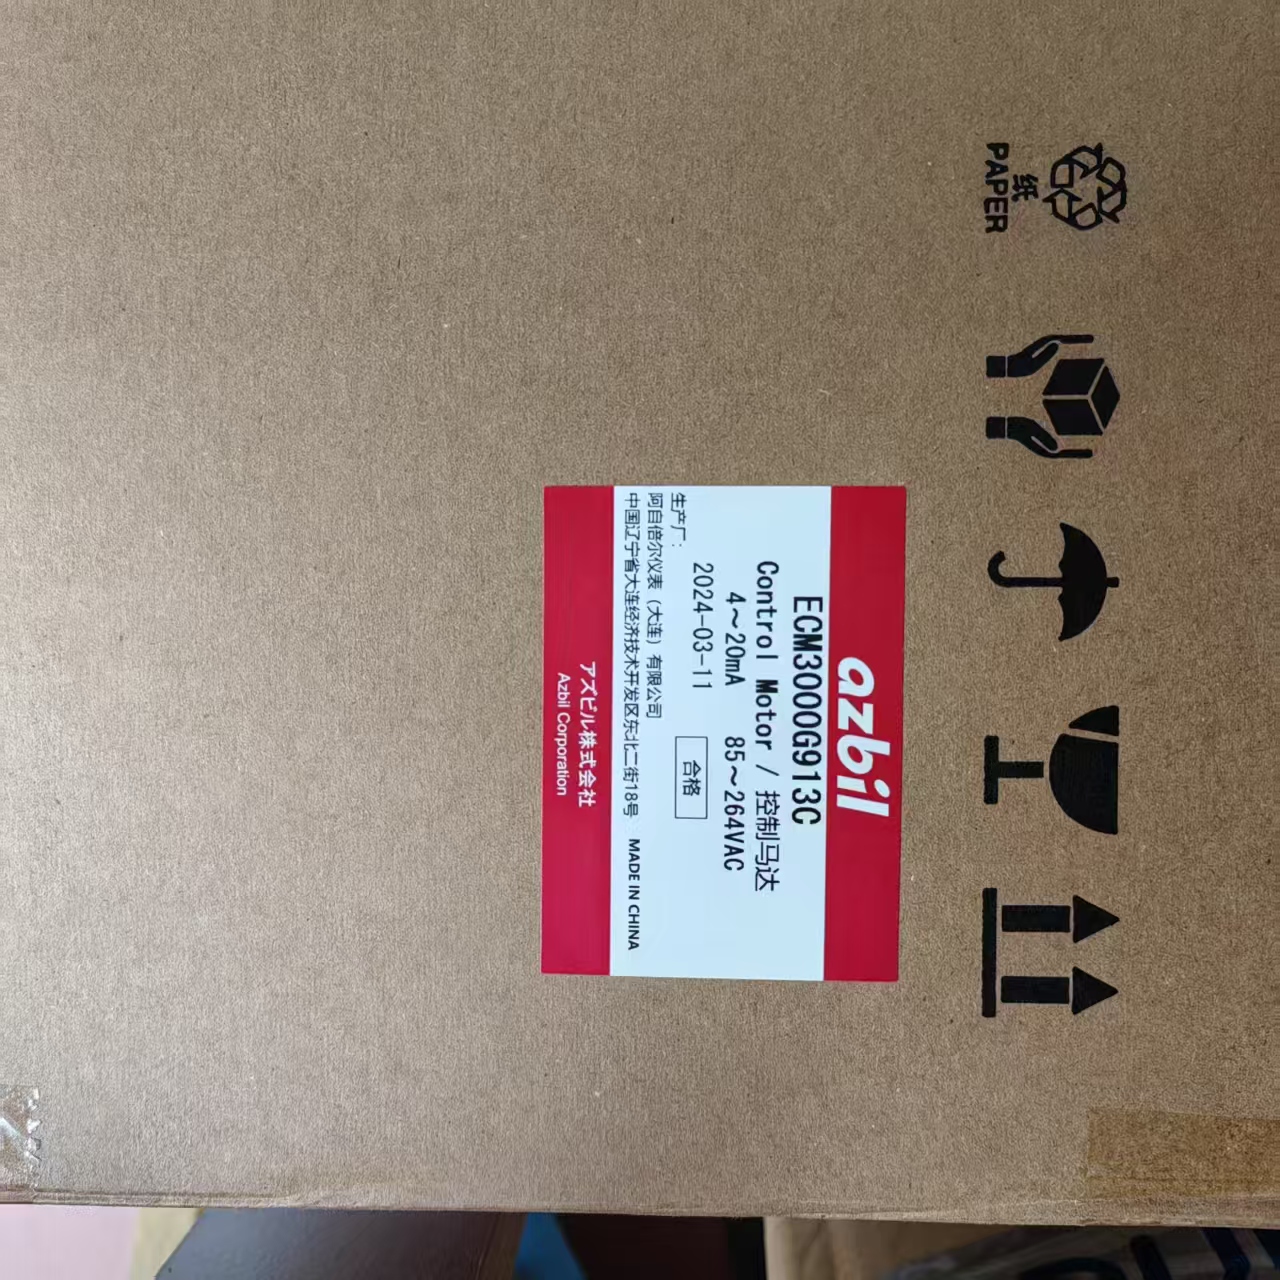 纸
PAPER
azbil
ECM3000G913C
Control Motor / 控制马达
4～20mA 85～264VAC
2024-03-11
合格
生产厂:
阿自倍尔仪表（大连）有限公司
中国辽宁省大连经济技术开发区东北二街18号 MADE IN CHINA
アズビル株式会社
Azbil Corporation